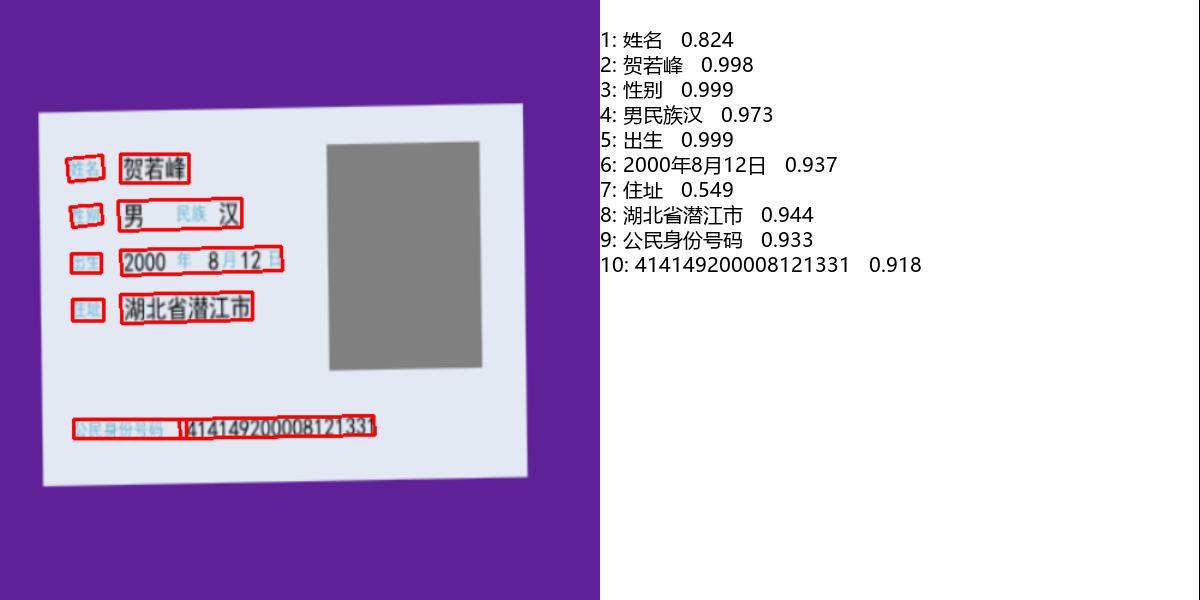 姓名 贺若峰
性别 男 民族 汉
出生 2000 年 8 月 12 日
住址 湖北省潜江市
公民身份号码 414149200008121331
1: 姓名 0.824
2: 贺若峰 0.998
3: 性别 0.999
4: 男民族汉 0.973
5: 出生 0.999
6: 2000年8月12日 0.937
7: 住址 0.549
8: 湖北省潜江市 0.944
9: 公民身份号码 0.933
10: 414149200008121331 0.918